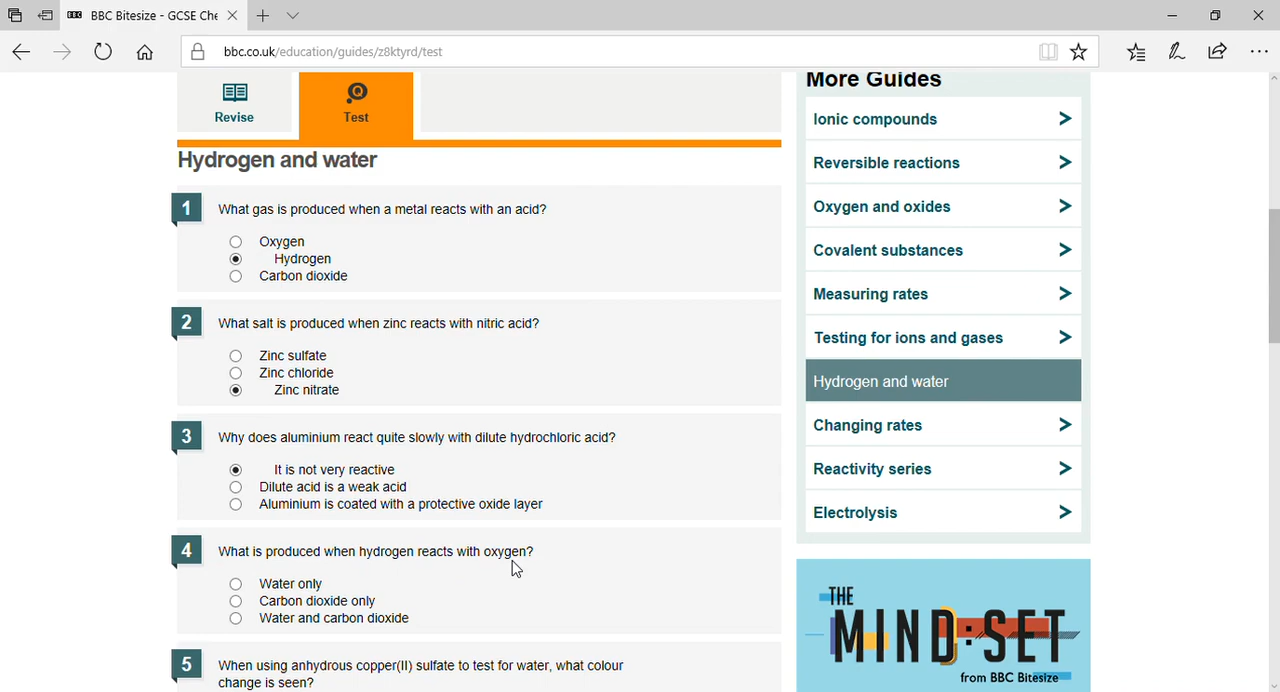 BBC BBC Bitesize - GCSE Che
bbc.co.uk/education/guides/z8ktyrd/test
Revise
Test
Hydrogen and water
1 What gas is produced when a metal reacts with an acid?
Oxygen
Hydrogen
Carbon dioxide
2 What salt is produced when zinc reacts with nitric acid?
Zinc sulfate
Zinc chloride
Zinc nitrate
3 Why does aluminium react quite slowly with dilute hydrochloric acid?
It is not very reactive
Dilute acid is a weak acid
Aluminium is coated with a protective oxide layer
4 What is produced when hydrogen reacts with oxygen?
Water only
Carbon dioxide only
Water and carbon dioxide
5 When using anhydrous copper(II) sulfate to test for water, what colour
change is seen?
More Guides
Ionic compounds
Reversible reactions
Oxygen and oxides
Covalent substances
Measuring rates
Testing for ions and gases
Hydrogen and water
Changing rates
Reactivity series
Electrolysis
THE
MIND:SET
from BBC Bitesize